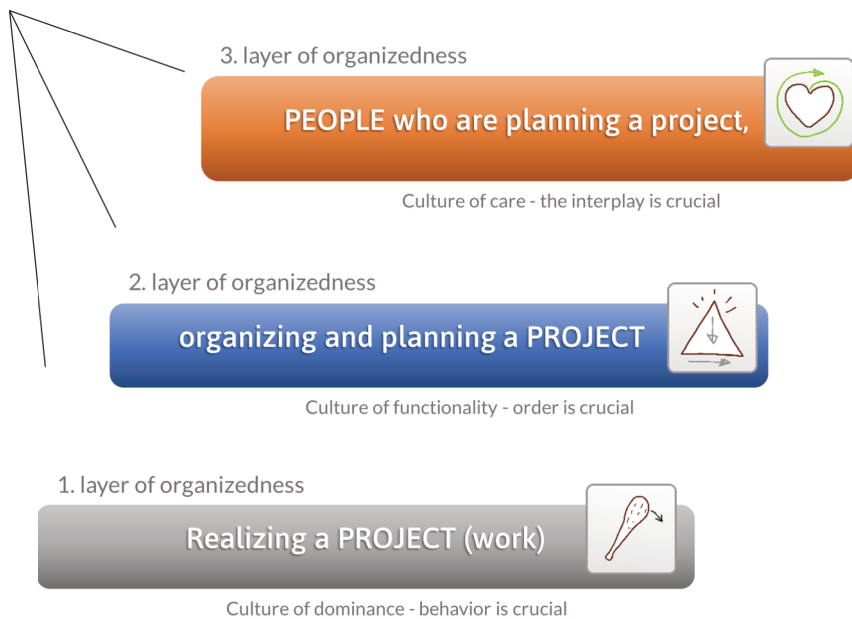 3. layer of organizedness
PEOPLE who are planning a project,
Culture of care - the interplay is crucial
2. layer of organizedness
organizing and planning a PROJECT
Culture of functionality - order is crucial
1. layer of organizedness
Realizing a PROJECT (work)
Culture of dominance - behavior is crucial